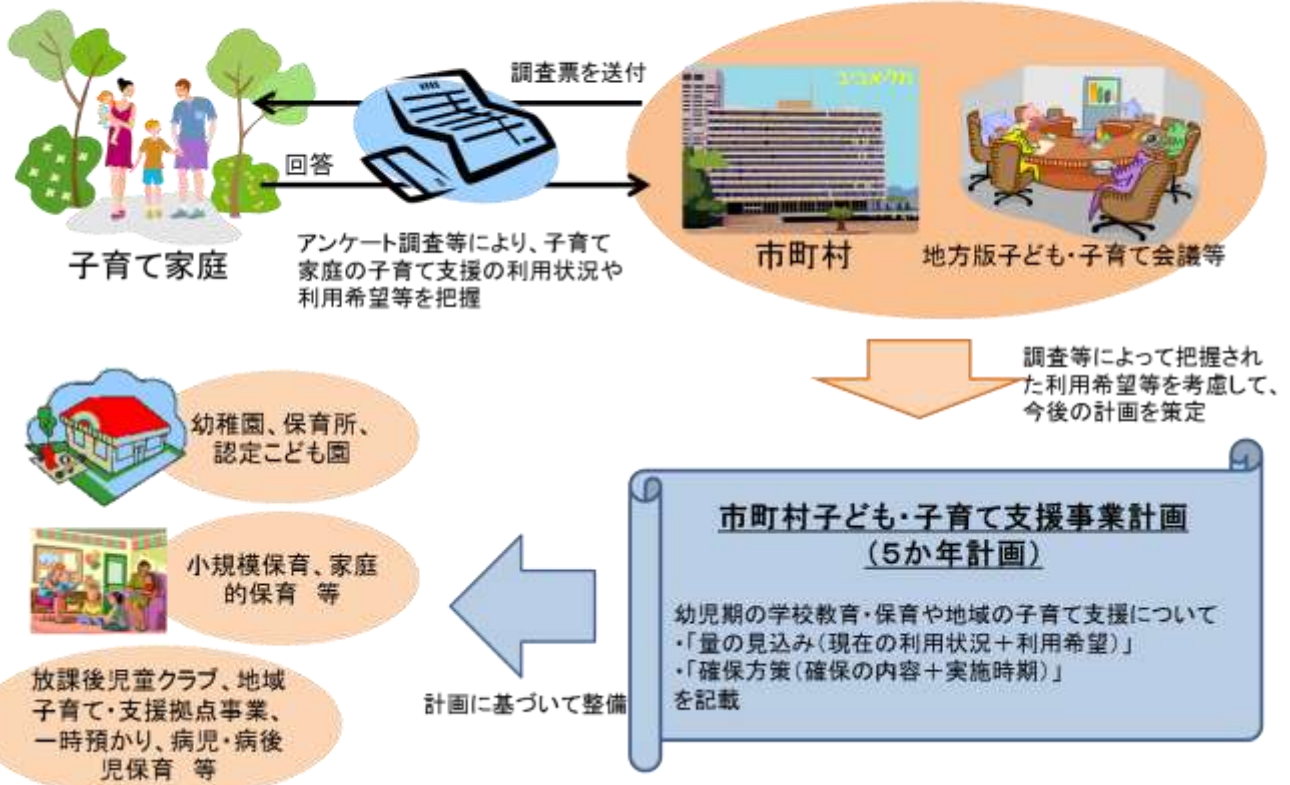 調査票を送付
回答
アンケート調査等により、子育て
家庭の子育て支援の利用状況や
利用希望等を把握
子育て家庭
תל-אביב
市町村
地方版子ども・子育て会議等
調査等によって把握され
た利用希望等を考慮して、
今後の計画を策定
市町村子ども・子育て支援事業計画
(5か年計画)
幼児期の学校教育・保育や地域の子育て支援について
・「量の見込み(現在の利用状況+利用希望)」
・「確保方策(確保の内容+実施時期)」
を記載
計画に基づいて整備
幼稚園、保育所、
認定こども園
小規模保育、家庭
的保育 等
放課後児童クラブ、地域
子育て・支援拠点事業、
一時預かり、病児・病後
児保育 等